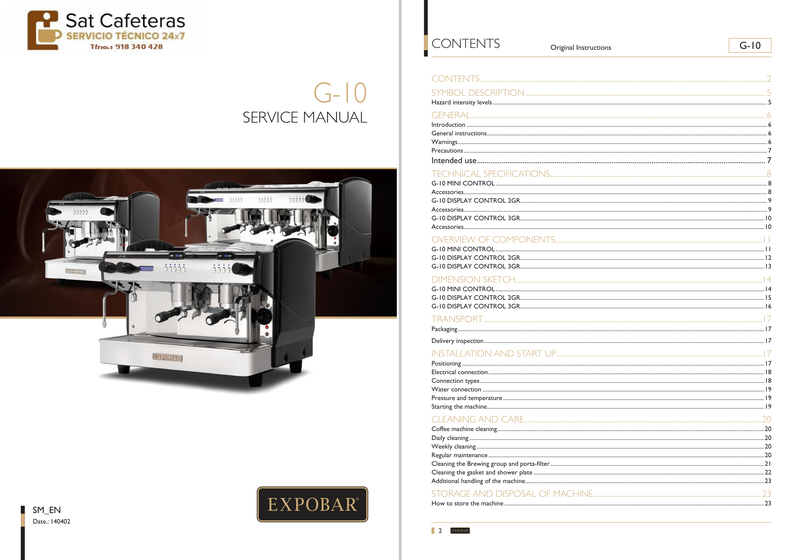 Sat Cafeteras
SERVICIO TÉCNICO 24x7
Tfno.: 918 340 428
G-10
SERVICE MANUAL
EXPOBAR
EXPOBAR
SM_EN
Date.: 140402
CONTENTS
Original Instructions
G-10
CONTENTS 2
SYMBOL DESCRIPTION 5
Hazard intensity levels 5
GENERAL 6
Introduction 6
General instructions 6
Warnings 6
Precautions 7
Intended use 7
TECHNICAL SPECIFICATIONS 8
G-10 MINI CONTROL 8
Accessories 8
G-10 DISPLAY CONTROL 2GR 9
Accessories 9
G-10 DISPLAY CONTROL 3GR 10
Accessories 10
OVERVIEW OF COMPONENTS 11
G-10 MINI CONTROL 11
G-10 DISPLAY CONTROL 2GR 12
G-10 DISPLAY CONTROL 3GR 13
DIMENSION SKETCH 14
G-10 MINI CONTROL 14
G-10 DISPLAY CONTROL 2GR 15
G-10 DISPLAY CONTROL 3GR 16
TRANSPORT 17
Packaging 17
Delivery inspection 17
INSTALLATION AND START UP 17
Positioning 17
Electrical connection 18
Connection types 18
Water connection 19
Pressure and temperature 19
Starting the machine 19
CLEANING AND CARE 20
Coffee machine cleaning 20
Daily cleaning 20
Weekly cleaning 20
Regular maintenance 20
Cleaning the Brewing group and porta-filter 21
Cleaning the gasket and shower plate 22
Additional handling of the machine 23
STORAGE AND DISPOSAL OF MACHINE 23
How to store the machine 23
2
EXPOBAR